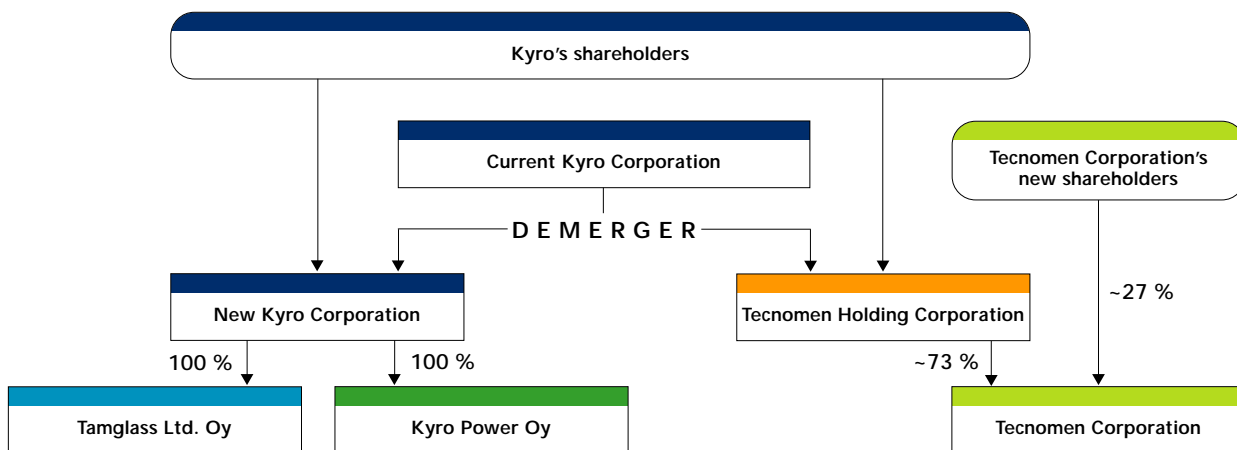 Kyro's shareholders
Current Kyro Corporation
Tecnomen Corporation's
new shareholders
DEMERGER
New Kyro Corporation
Tecnomen Holding Corporation
~27 %
100 %
100 %
~73 %
Tamglass Ltd. Oy
Kyro Power Oy
Tecnomen Corporation